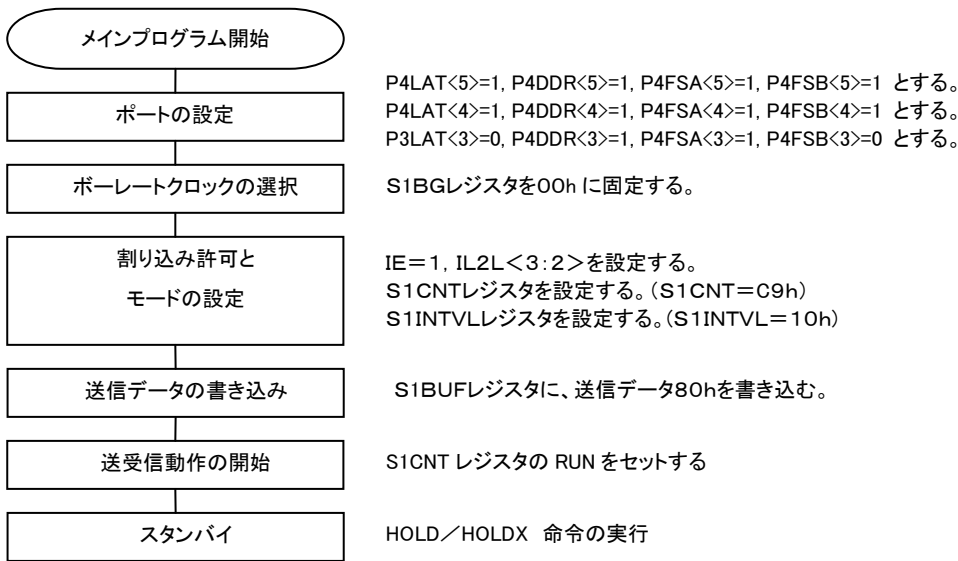 メインプログラム開始
P4LAT<5>=1, P4DDR<5>=1, P4FSA<5>=1, P4FSB<5>=1 とする。
ポートの設定
P4LAT<4>=1, P4DDR<4>=1, P4FSA<4>=1, P4FSB<4>=1 とする。
P3LAT<3>=0, P4DDR<3>=1, P4FSA<3>=1, P4FSB<3>=0 とする。
ボーレートクロックの選択
S1BGレジスタを00h に固定する。
割り込み許可と
モードの設定
IE=1, IL2L<3:2>を設定する。
S1CNTレジスタを設定する。(S1CNT=C9h)
S1INTVLレジスタを設定する。(S1INTVL=10h)
送信データの書き込み
S1BUFレジスタに、送信データ80hを書き込む。
送受信動作の開始
S1CNT レジスタの RUN をセットする
スタンバイ
HOLD/HOLDX 命令の実行